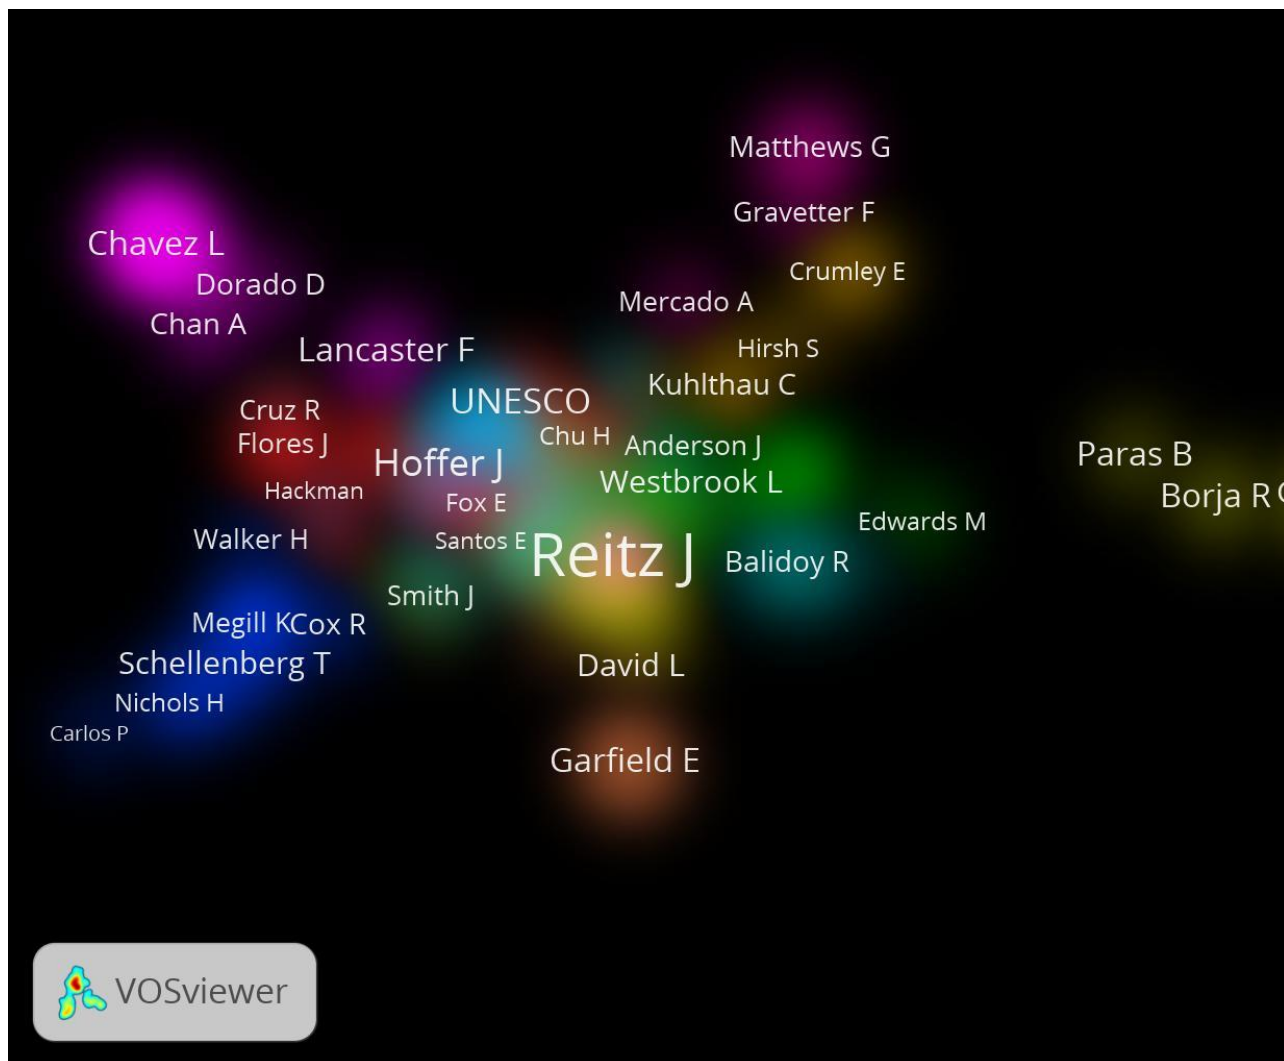 Matthews G
Gravetter F
Chavez L
Crumley E
Dorado D
Mercado A
Chan A
Lancaster F
Hirsh S
Kuhlthau C
UNESCO
Cruz R
Chu H
Flores J
Anderson J
Paras B
Hoffer J
Westbrook L
Hackman
Borja R
Fox E
Edwards M
Walker H
Santos E
Reitz J
Balidoy R
Smith J
Megill K
Cox R
Schellenberg T
David L
Nichols H
Carlos P
Garfield E
VOSviewer